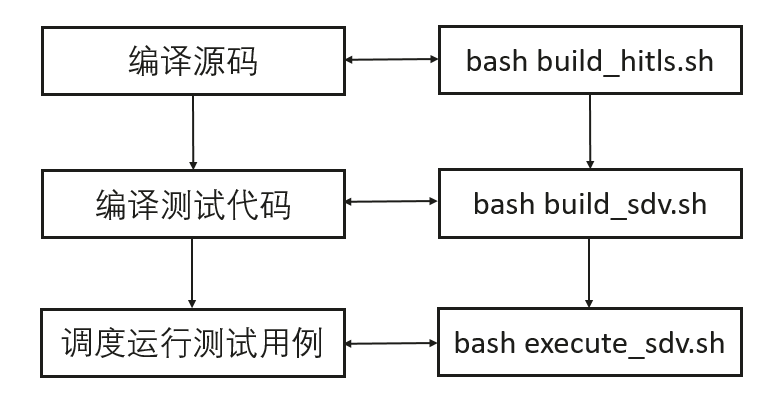 编译源码
bash build_hitls.sh
编译测试代码
bash build_sdv.sh
调度运行测试用例
bash execute_sdv.sh